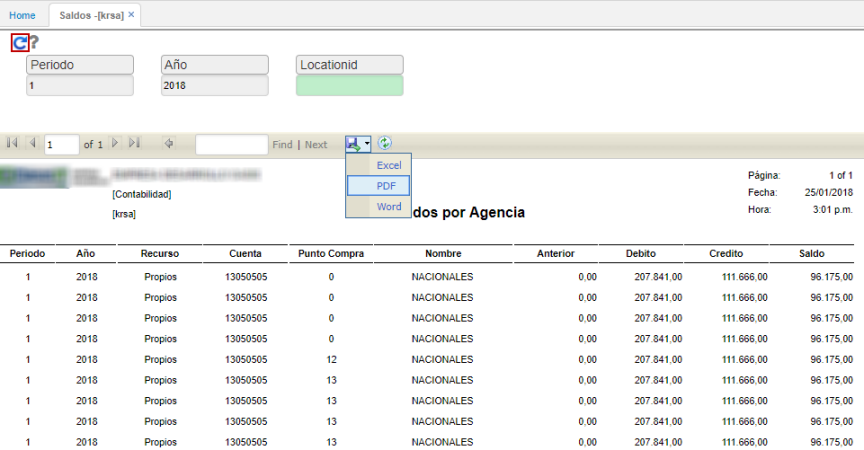 Home Saldos -[krsa] ×
?
Periodo Año Locationid
1 2018
1 of 1 Find | Next
Excel
PDF
Word
Página: 1 of 1
[Contabilidad] Fecha: 25/01/2018
[krsa] dos por Agencia Hora: 3:01 p.m.
Periodo Año Recurso Cuenta Punto Compra Nombre Anterior Debito Credito Saldo
1 2018 Propios 13050505 0 NACIONALES 0,00 207.841,00 111.666,00 96.175,00
1 2018 Propios 13050505 0 NACIONALES 0,00 207.841,00 111.666,00 96.175,00
1 2018 Propios 13050505 0 NACIONALES 0,00 207.841,00 111.666,00 96.175,00
1 2018 Propios 13050505 0 NACIONALES 0,00 207.841,00 111.666,00 96.175,00
1 2018 Propios 13050505 12 NACIONALES 0,00 207.841,00 111.666,00 96.175,00
1 2018 Propios 13050505 13 NACIONALES 0,00 207.841,00 111.666,00 96.175,00
1 2018 Propios 13050505 13 NACIONALES 0,00 207.841,00 111.666,00 96.175,00
1 2018 Propios 13050505 13 NACIONALES 0,00 207.841,00 111.666,00 96.175,00
1 2018 Propios 13050505 13 NACIONALES 0,00 207.841,00 111.666,00 96.175,00